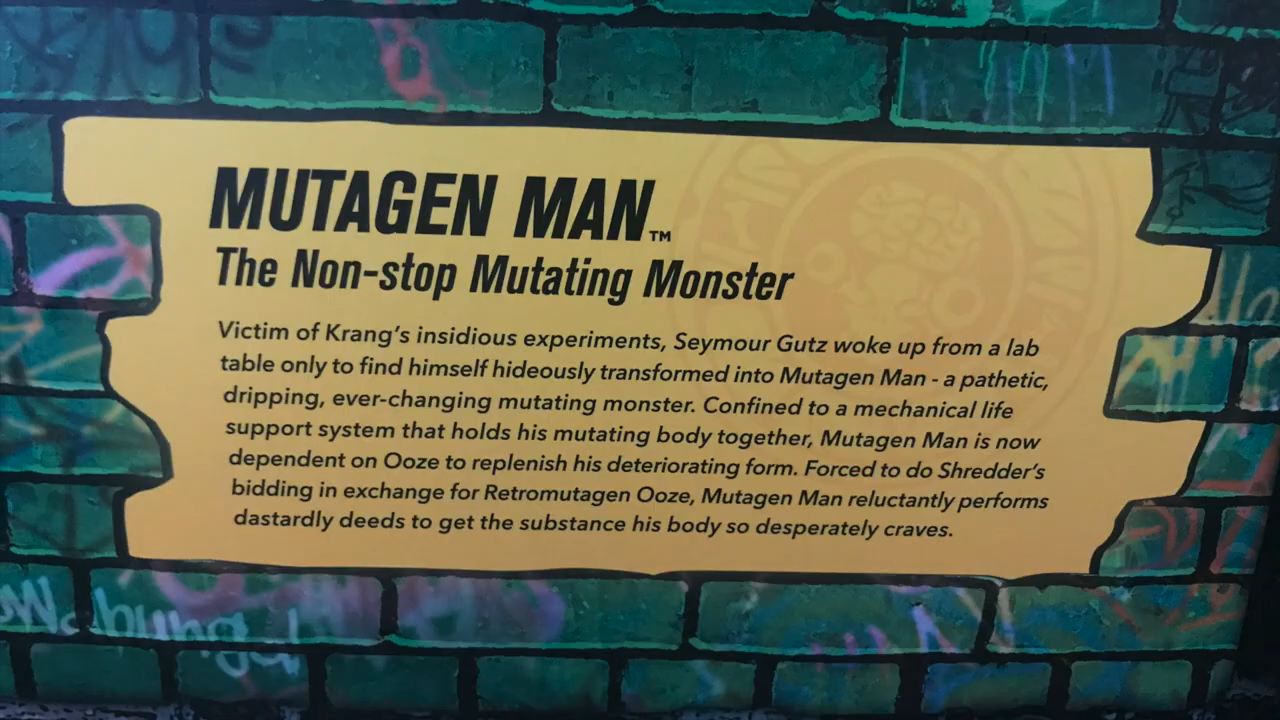 MUTAGEN MAN™
The Non-stop Mutating Monster
Victim of Krang's insidious experiments, Seymour Gutz woke up from a lab
table only to find himself hideously transformed into Mutagen Man - a pathetic,
dripping, ever-changing mutating monster. Confined to a mechanical life
support system that holds his mutating body together, Mutagen Man is now
dependent on Ooze to replenish his deteriorating form. Forced to do Shredder's
bidding in exchange for Retromutagen Ooze, Mutagen Man reluctantly performs
dastardly deeds to get the substance his body so desperately craves.